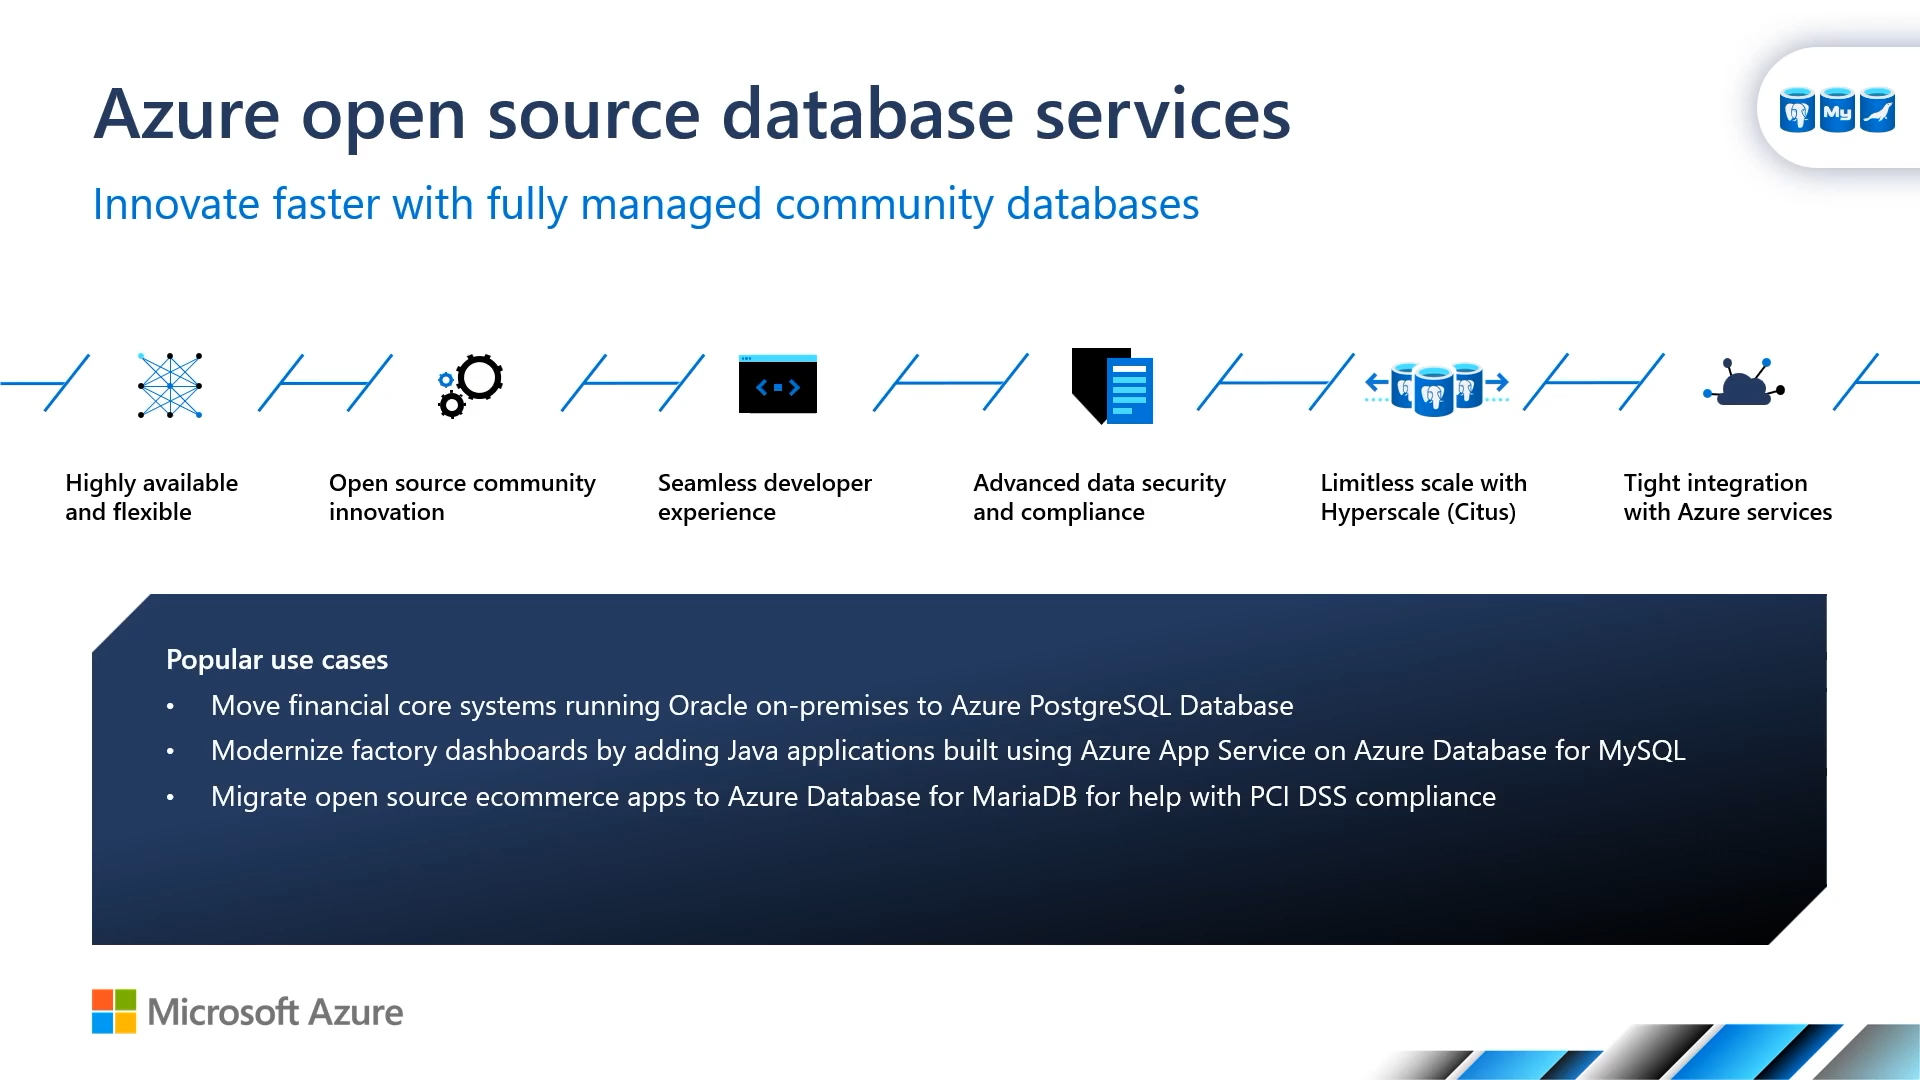 Azure open source database services
My
Innovate faster with fully managed community databases
Highly available
and flexible
Open source community
innovation
Seamless developer
experience
Advanced data security
and compliance
Limitless scale with
Hyperscale (Citus)
Tight integration
with Azure services
Popular use cases
• Move financial core systems running Oracle on-premises to Azure PostgreSQL Database
• Modernize factory dashboards by adding Java applications built using Azure App Service on Azure Database for MySQL
• Migrate open source ecommerce apps to Azure Database for MariaDB for help with PCI DSS compliance
Microsoft Azure